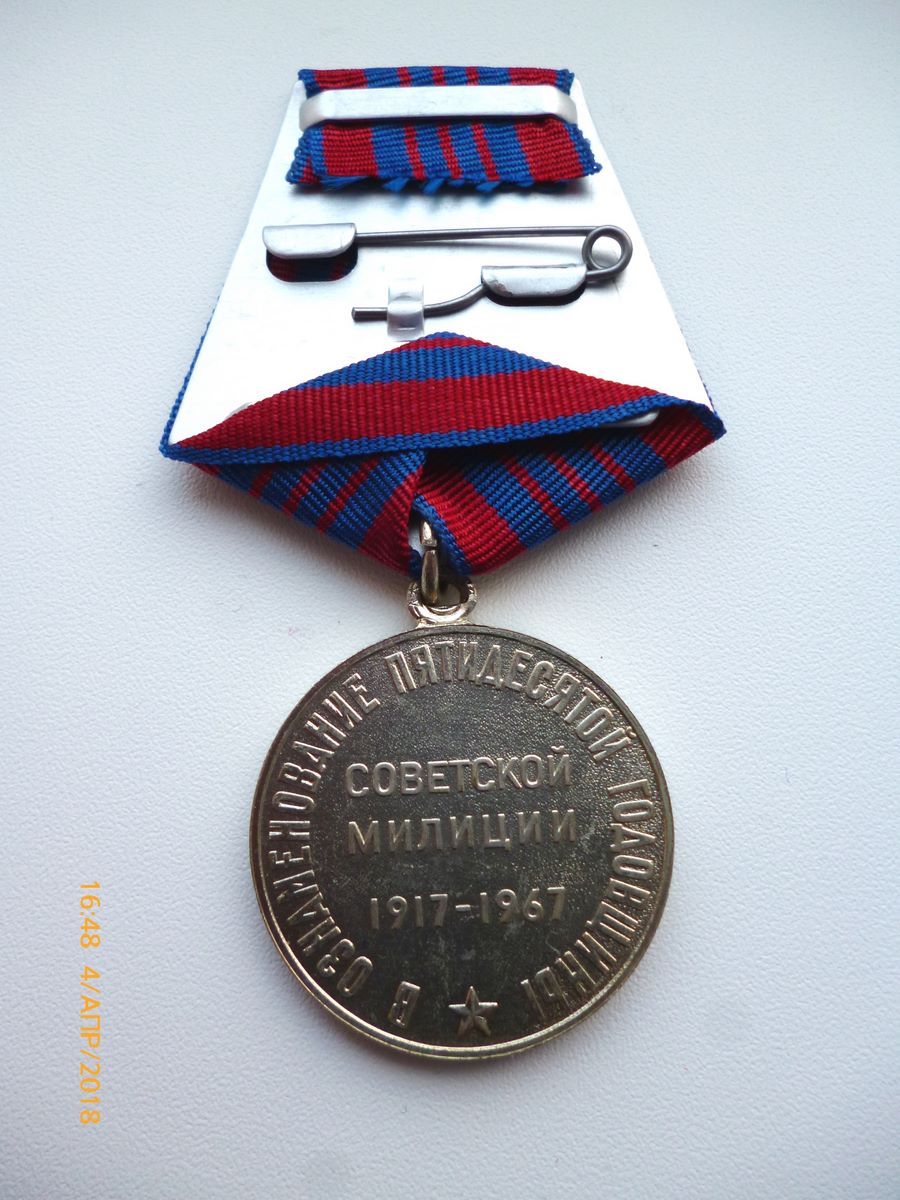 В ОЗНАМЕНОВАНИЕ ПЯТИДЕСЯТОЙ ГОДОВЩИНЫ
СОВЕТСКОЙ
МИЛИЦИИ
1917-1967
16:48 4/АПР/2018